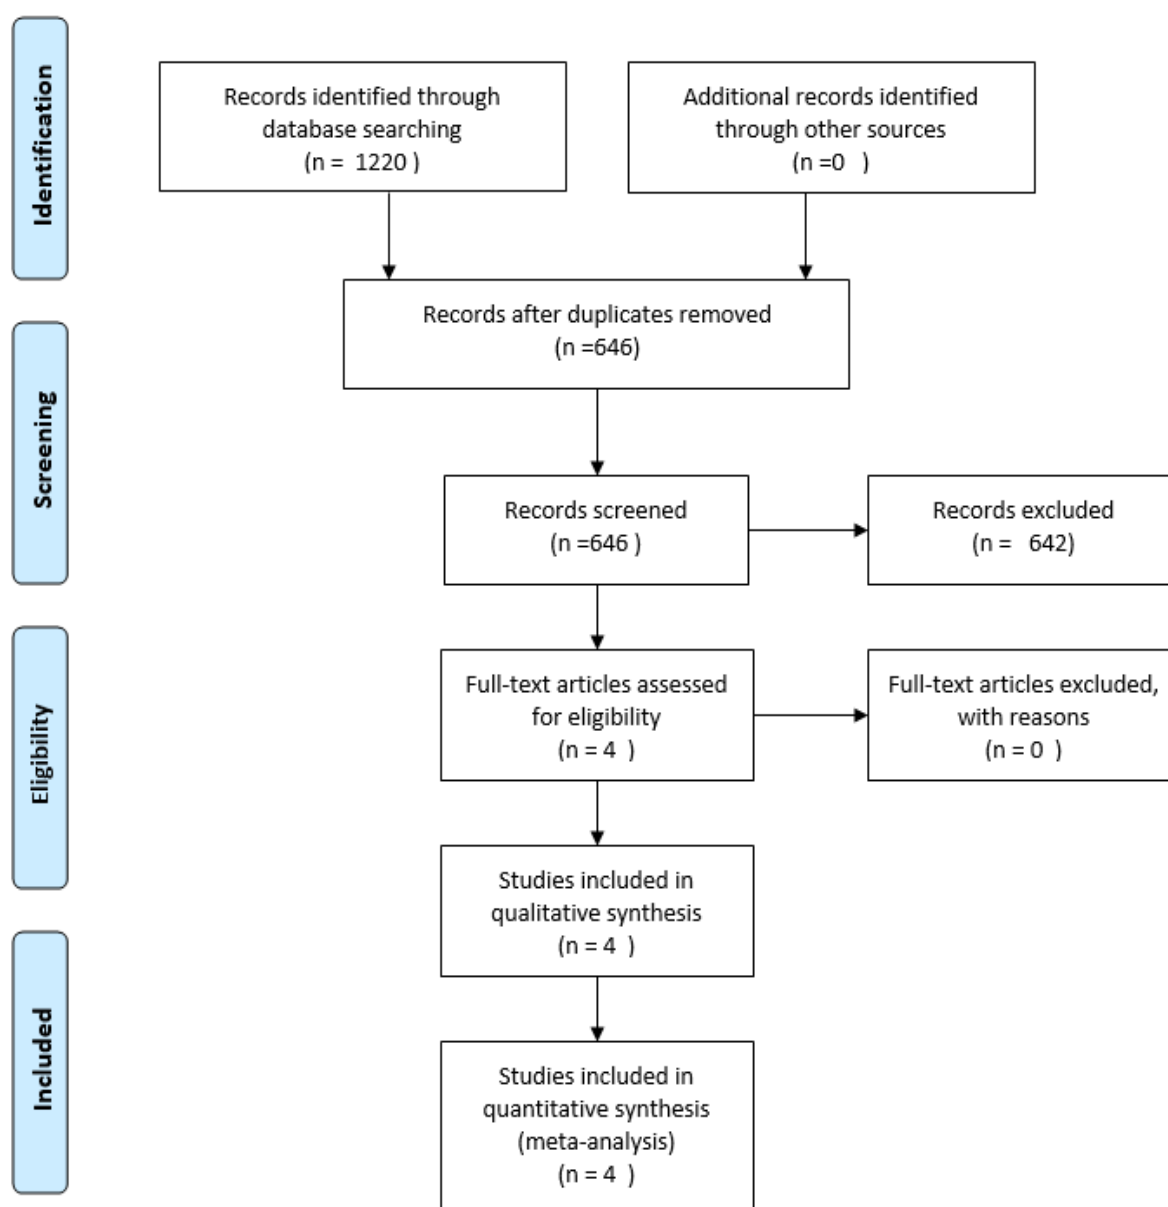 Identification
Records identified through
database searching
(n =  1220 )
Additional records identified
through other sources
(n =0   )
Records after duplicates removed
(n =646)
Screening
Records screened
(n =646 )
Records excluded
(n =   642)
Eligibility
Full-text articles assessed
for eligibility
(n = 4  )
Full-text articles excluded,
with reasons
(n = 0  )
Studies included in
qualitative synthesis
(n = 4  )
Included
Studies included in
quantitative synthesis
(meta-analysis)
(n = 4  )